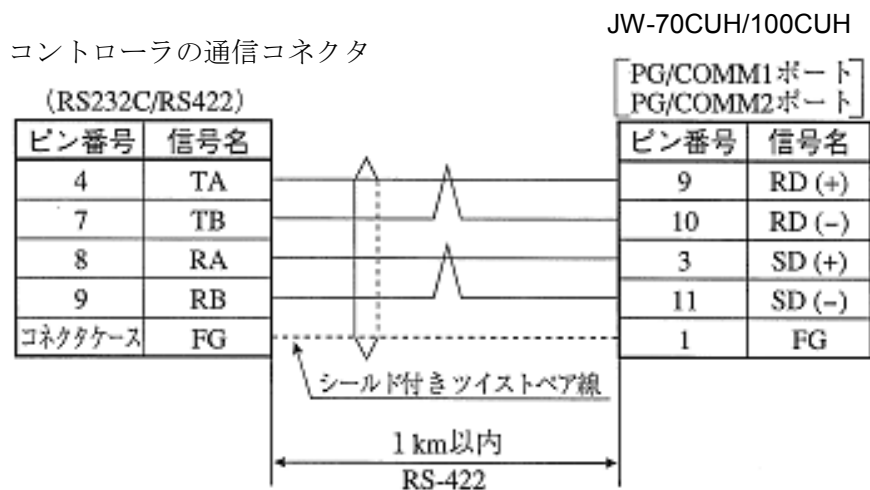 JW-70CUH/100CUH
コントローラの通信コネクタ
PG/COMM1ポート
PG/COMM2ポート
(RS232C/RS422)
ピン番号 信号名
4 TA
7 TB
8 RA
9 RB
コネクタケース FG
ピン番号 信号名
9 RD (+)
10 RD (−)
3 SD (+)
11 SD (−)
1 FG
シールド付きツイストペア線
1 km以内
RS-422